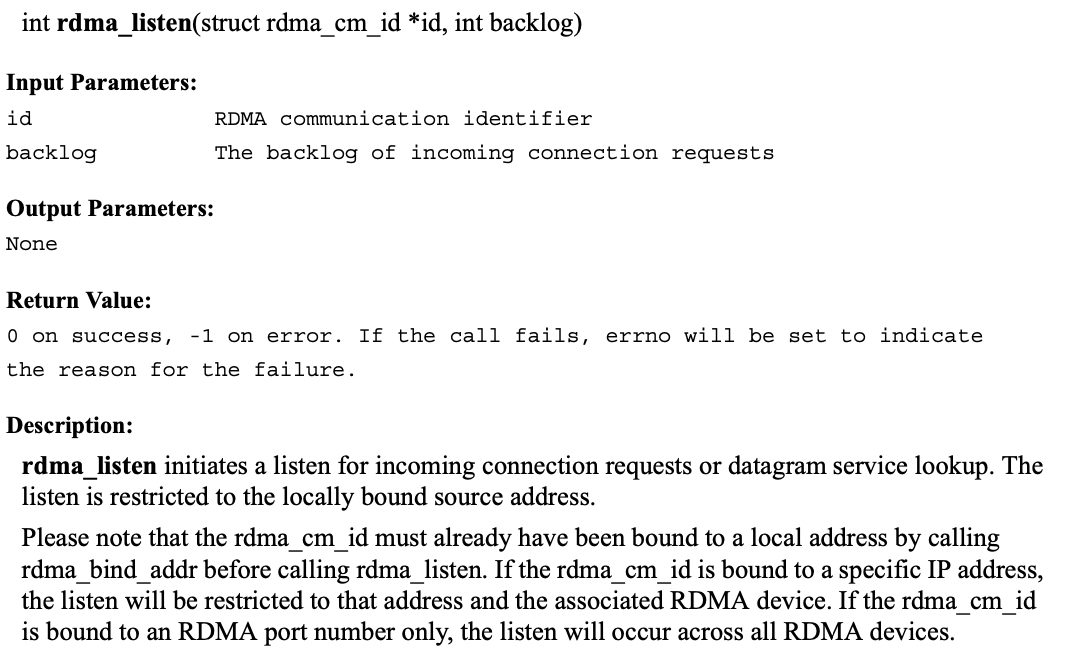 int rdma_listen(struct rdma_cm_id *id, int backlog)
Input Parameters:
id RDMA communication identifier
backlog The backlog of incoming connection requests
Output Parameters:
None
Return Value:
0 on success, -1 on error. If the call fails, errno will be set to indicate
the reason for the failure.
Description:
rdma_listen initiates a listen for incoming connection requests or datagram service lookup. The
listen is restricted to the locally bound source address.
Please note that the rdma_cm_id must already have been bound to a local address by calling
rdma_bind_addr before calling rdma_listen. If the rdma_cm_id is bound to a specific IP address,
the listen will be restricted to that address and the associated RDMA device. If the rdma_cm_id
is bound to an RDMA port number only, the listen will occur across all RDMA devices.